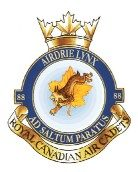 AIRDRIE LYNX
88
88
AD SALTUM PARATUS
ROYAL CANADIAN AIR CADETS